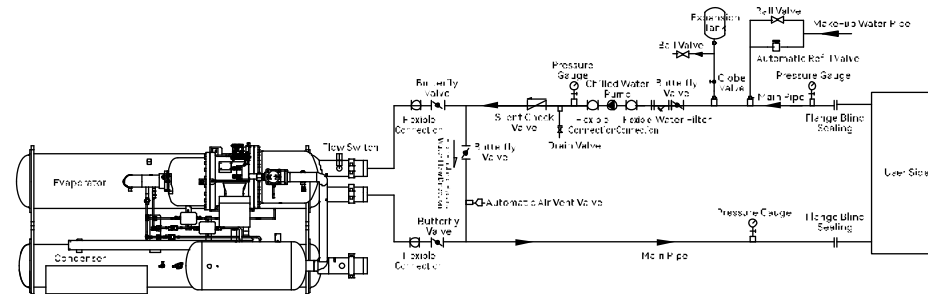 Expansion
Tank
Ball Valve
Make-up Water Pipe
Ball Valve
Automatic Refill Valve
Pressure
Gauge
Globe
Valve
Pressure Gauge
Butterfly
Valve
Chilled Water
Pump
Butterfly
Valve
Main Pipe
Flexible
Connection
Silent Check
Valve
Flexible
Connection
Flexible
Connection
Water Filter
Flange Blind
Sealing
Drain Valve
Flow Switch
Butterfly
Valve
User Side
Evaporator
Automatic Air Vent Valve
Butterfly
Valve
Pressure Gauge
Flange Blind
Sealing
Condenser
Flexible
Connection
Main Pipe